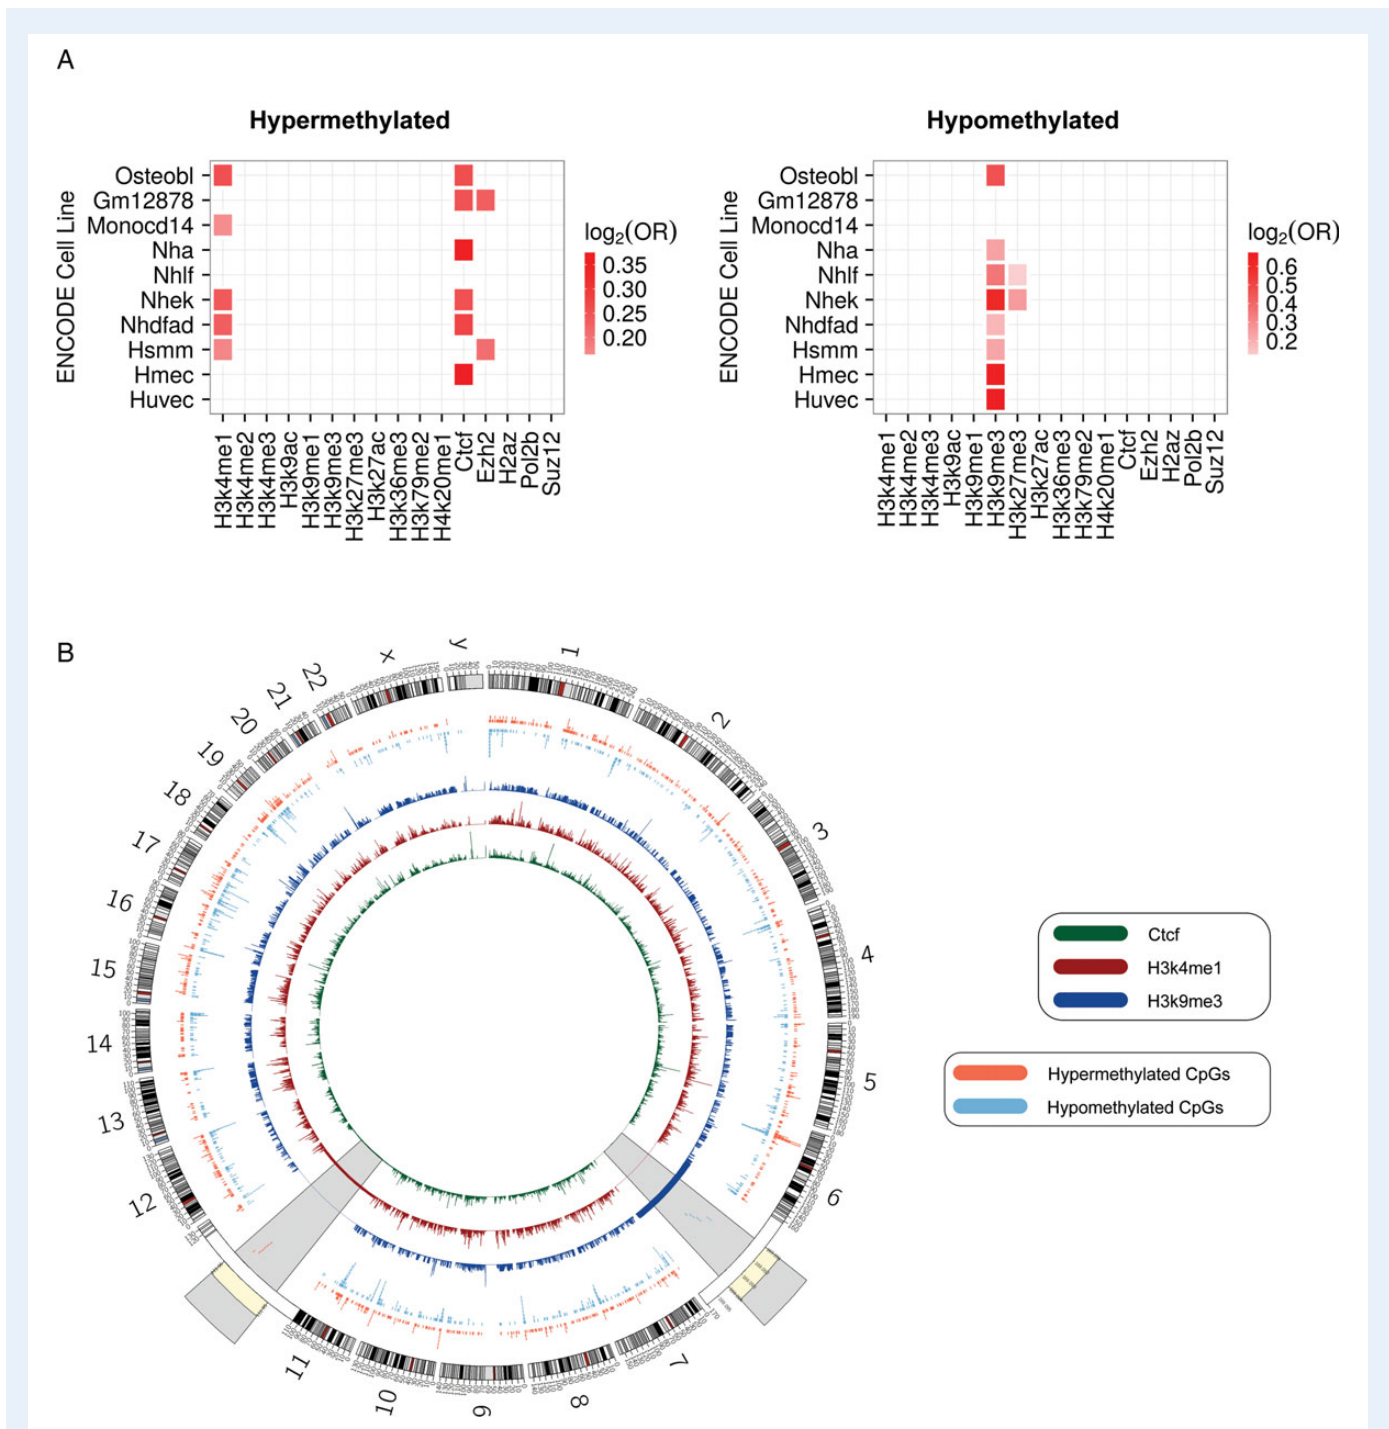 A
Hypermethylated
ENCODE Cell Line
Osteobl
Gm12878
Monocd14
Nha
Nhlf
Nhek
Nhdfad
Hsmm
Hmec
Huvec
H3k4me1
H3k4me2
H3k4me3
H3k9ac
H3k9me1
H3k9me3
H3k27me3
H3k27ac
H3k36me3
H3k79me2
H4k20me1
Ctcf
Ezh2
H2az
Pol2b
Suz12
log2(OR)
0.35
0.30
0.25
0.20
Hypomethylated
ENCODE Cell Line
Osteobl
Gm12878
Monocd14
Nha
Nhlf
Nhek
Nhdfad
Hsmm
Hmec
Huvec
H3k4me1
H3k4me2
H3k4me3
H3k9ac
H3k9me1
H3k9me3
H3k27me3
H3k27ac
H3k36me3
H3k79me2
H4k20me1
Ctcf
Ezh2
H2az
Pol2b
Suz12
log2(OR)
0.6
0.5
0.4
0.3
0.2
B
1
2
3
4
5
6
7
8
9
10
11
12
13
14
15
16
17
18
19
20
21
22
x
y
Ctcf
H3k4me1
H3k9me3
Hypermethylated CpGs
Hypomethylated CpGs